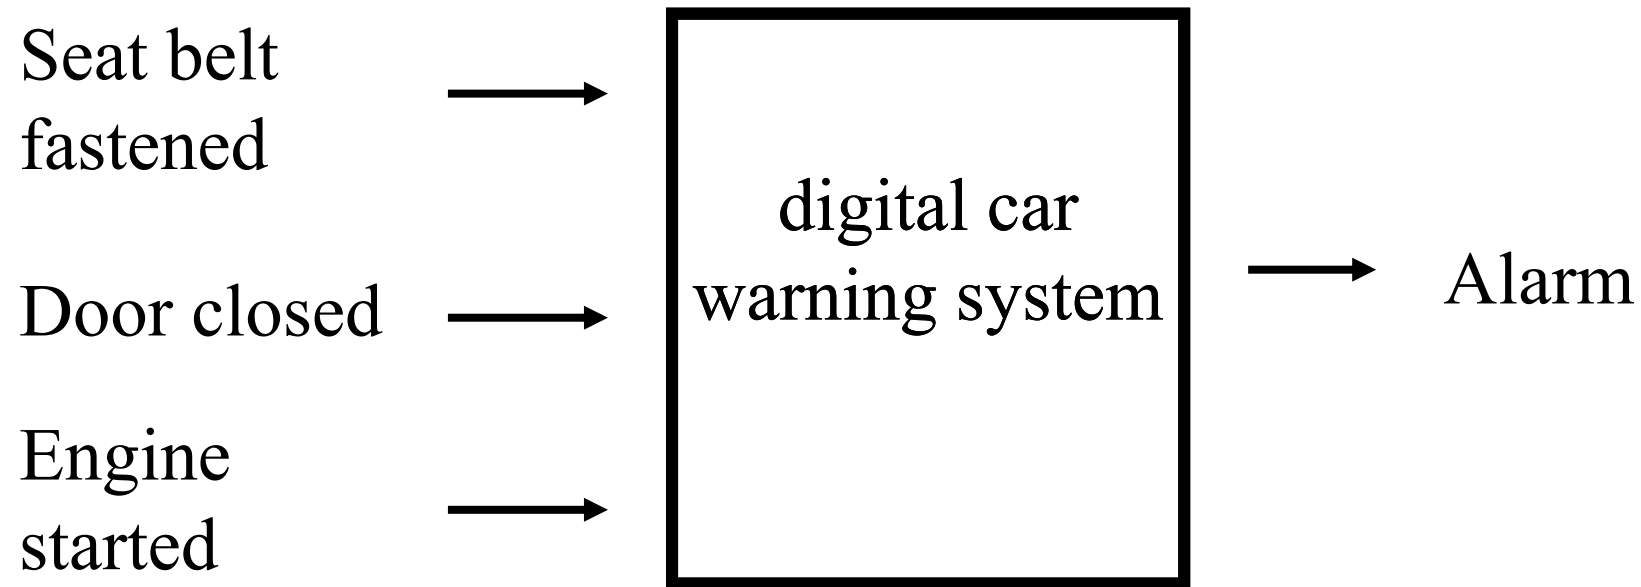 Seat belt
fastened
Door closed
Engine
started
digital car
warning system
Alarm